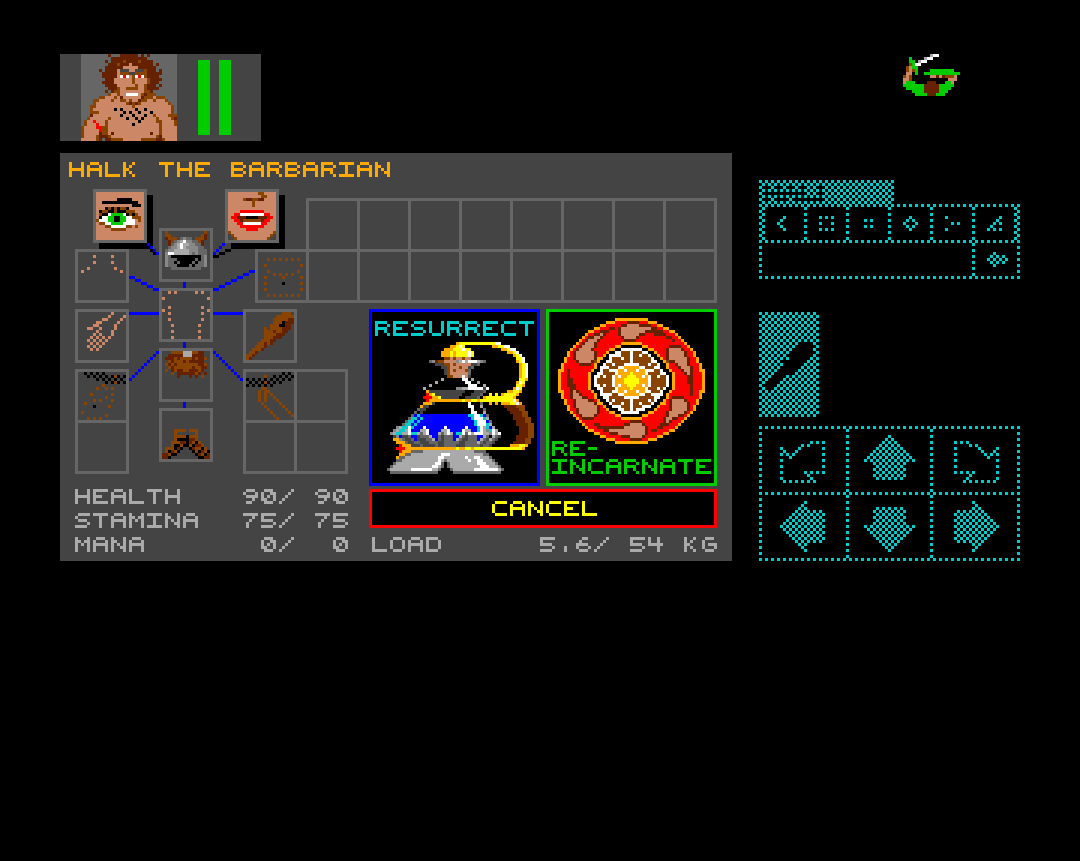 HALK THE BARBARIAN
RESURRECT
RE-
INCARNATE
CANCEL
HEALTH 90/ 90
STAMINA 75/ 75
MANA 0/ 0 LOAD 5.6/ 54 KG